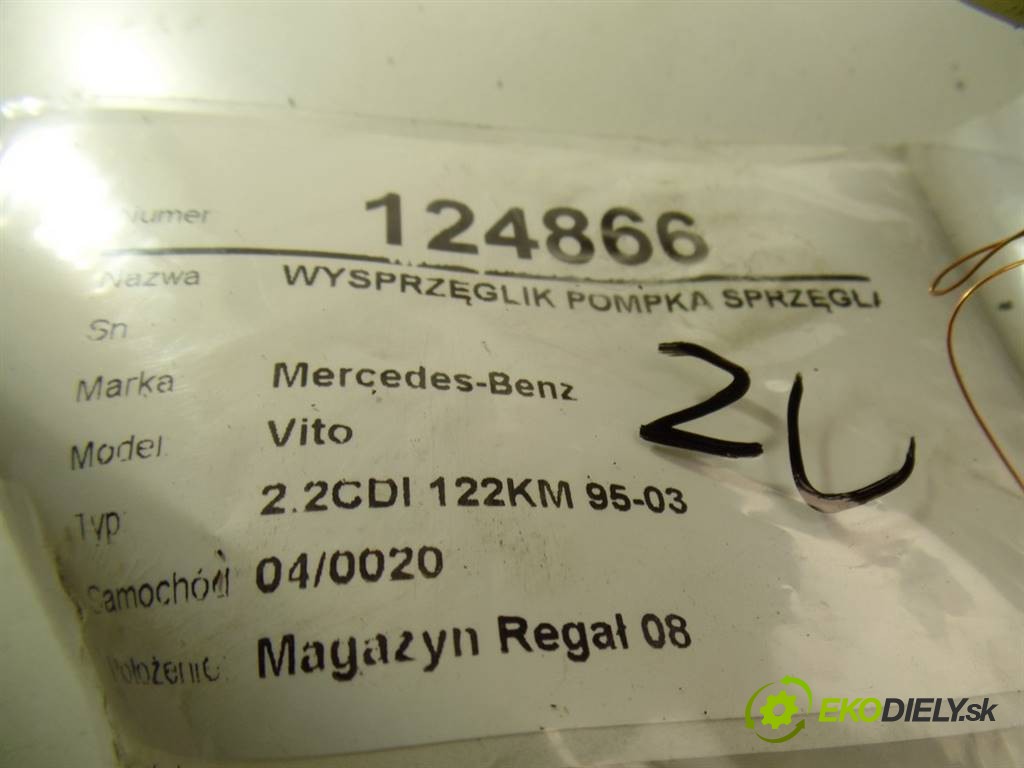 Numer 124866
Nazwa WYSPRZĘGLIK POMPKA SPRZĘGLA
Sn
Marka Mercedes-Benz
Model Vito
Typ 2.2CDI 122KM 95-03
Samochód 04/0020
Położenie Magazyn Regał 08
EKODIELY.sk